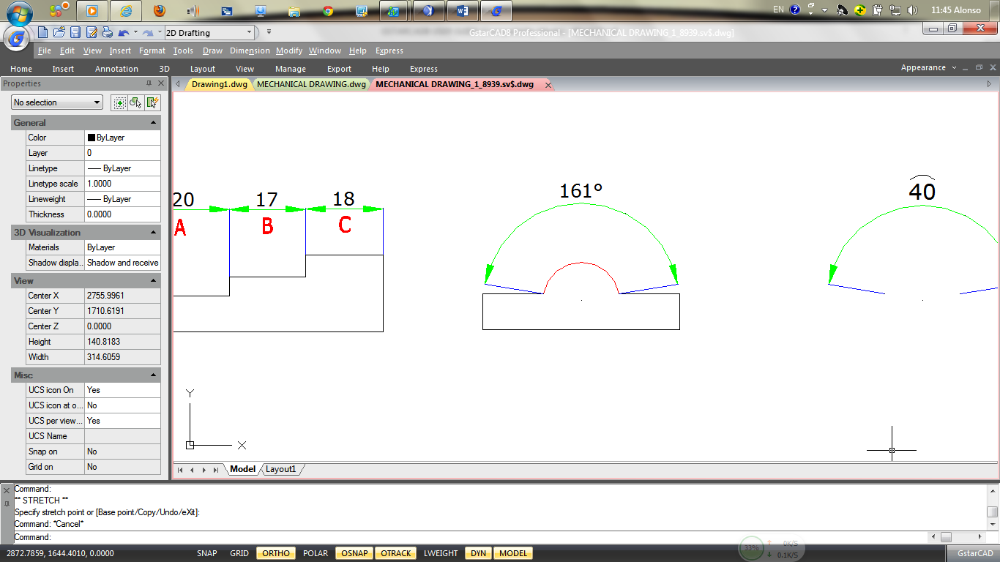 EN
11:45 Alonso
2D Drafting
GstarCAD8 Professional - [MECHANICAL DRAWING_1_8939.sv$.dwg]
File Edit View Insert Format Tools Draw Dimension Modify Window Help Express
Home Insert Annotation 3D Layout View Manage Export Help Express Appearance
Properties
Drawing1.dwg MECHANICAL DRAWING.dwg MECHANICAL DRAWING_1_8939.sv$.dwg
No selection
General
Color ByLayer
Layer 0
Linetype ByLayer
Linetype scale 1.0000
Lineweight ByLayer
Thickness 0.0000
3D Visualization
Materials ByLayer
Shadow displa... Shadow and receive
View
Center X 2755.9961
Center Y 1710.6191
Center Z 0.0000
Height 140.8183
Width 314.6059
Misc
UCS icon On Yes
UCS icon at o... No
UCS per view... Yes
UCS Name
Snap on No
Grid on No
20 17 18
A B C
161°
40
Y
X
Model Layout1
Command:
** STRETCH **
Specify stretch point or [Base point/Copy/Undo/eXit]:
Command: *Cancel*
Command:
2872.7859, 1644.4010, 0.0000 SNAP GRID ORTHO POLAR OSNAP OTRACK LWEIGHT DYN MODEL
33%
0K/S
0.1K/S
GstarCAD